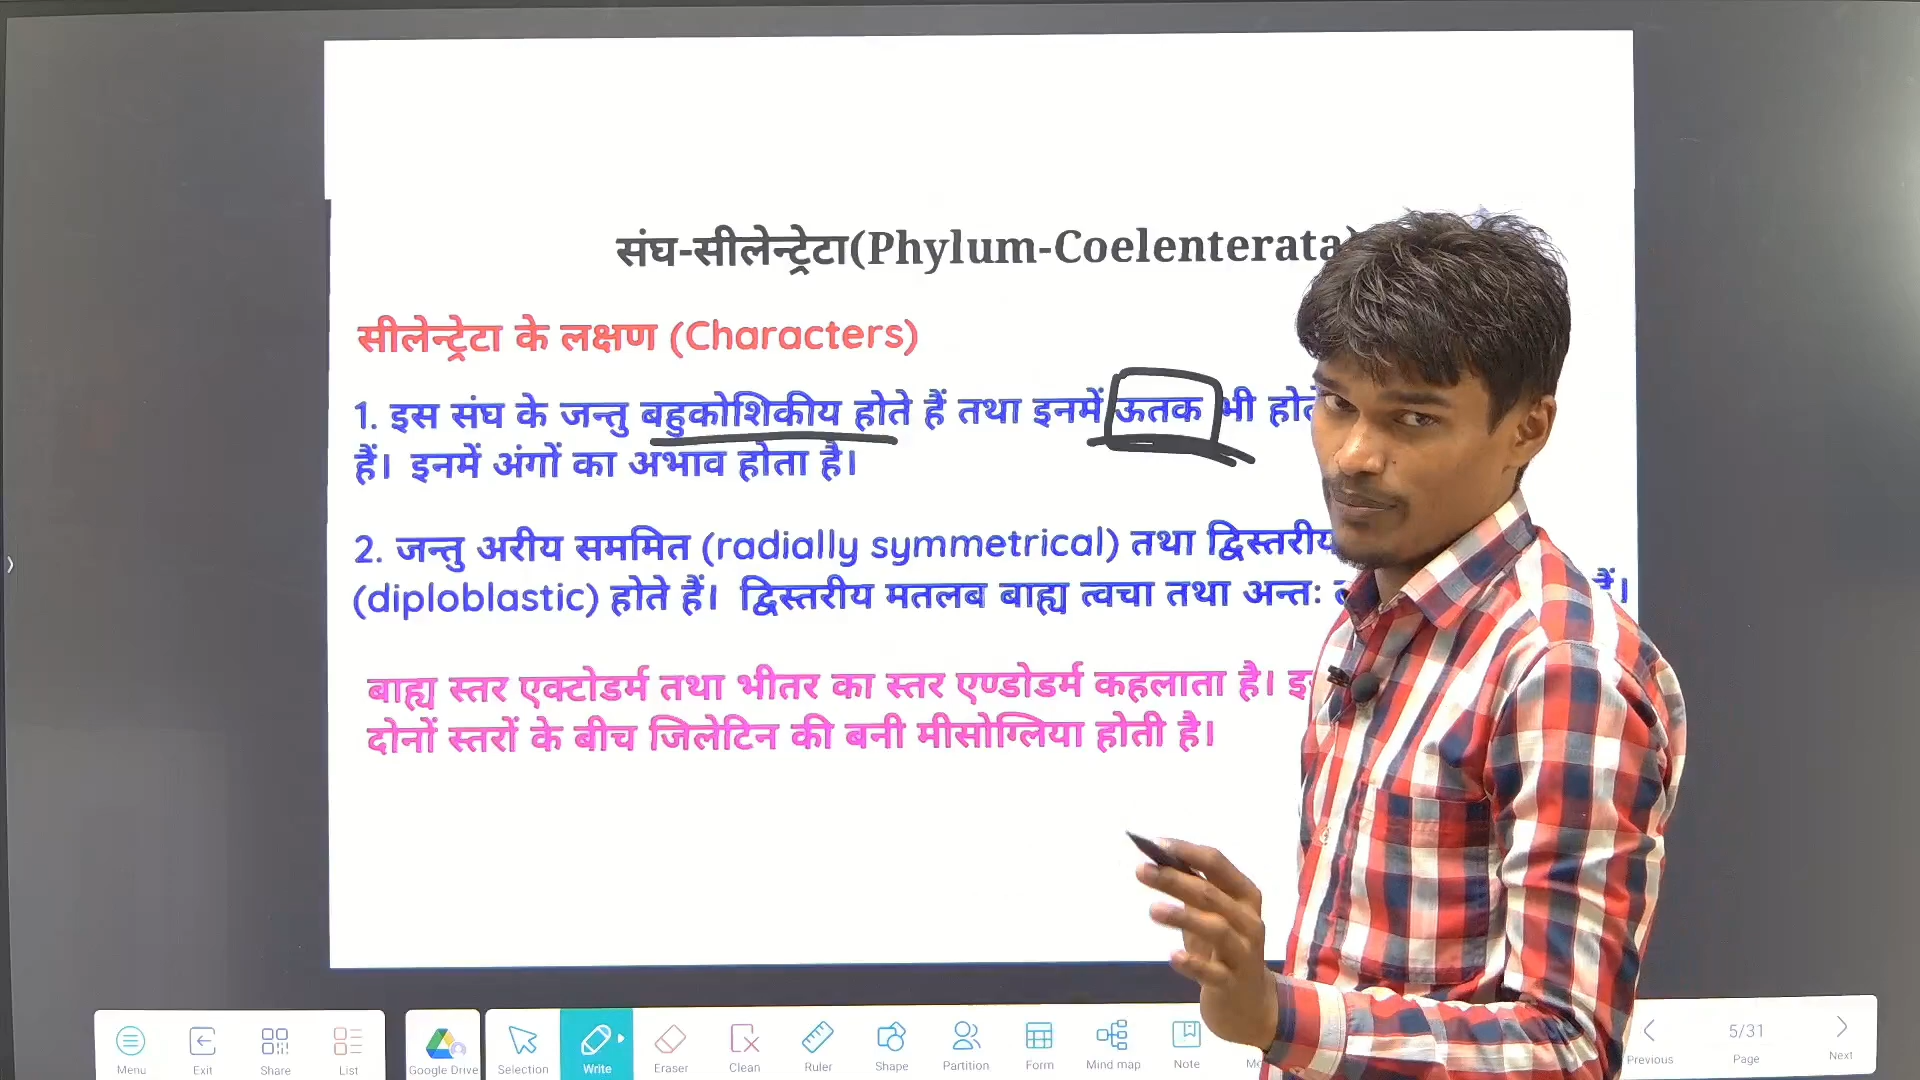 संघ-सीलेन्ट्रेटा(Phylum-Coelenterata)
सीलेन्ट्रेटा के लक्षण (Characters)
1. इस संघ के जन्तु बहुकोशिकीय होते हैं तथा इनमें ऊतक भी होते
हैं। इनमें अंगों का अभाव होता है।
2. जन्तु अरीय सममित (radially symmetrical) तथा द्विस्तरीय
(diploblastic) होते हैं। द्विस्तरीय मतलब बाह्य त्वचा तथा अन्तः हैं।
बाह्य स्तर एक्टोडर्म तथा भीतर का स्तर एण्डोडर्म कहलाता है।
दोनों स्तरों के बीच जिलेटिन की बनी मीसोग्लिया होती है।
Menu Exit Share List Google Drive Selection Write Eraser Clean Ruler Shape Partition Form Mind map Note Previous 5/31 Page Next